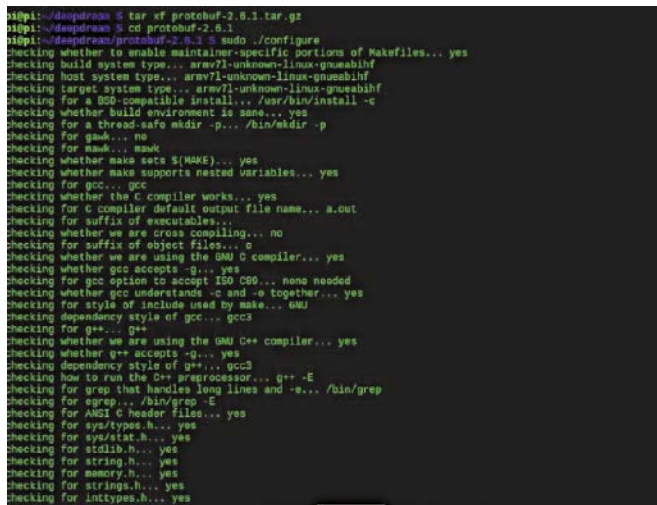 pi@pi:~/deepdream $ tar xf protobuf-2.6.1.tar.gz
pi@pi:~/deepdream $ cd protobuf-2.6.1
pi@pi:~/deepdream/protobuf-2.6.1 $ sudo ./configure
checking whether to enable maintainer-specific portions of Makefiles... yes
checking build system type... armv7l-unknown-linux-gnueabihf
checking host system type... armv7l-unknown-linux-gnueabihf
checking target system type... armv7l-unknown-linux-gnueabihf
checking for a BSD-compatible install... /usr/bin/install -c
checking whether build environment is sane... yes
checking for a thread-safe mkdir -p... /bin/mkdir -p
checking for gawk... no
checking for mawk... mawk
checking whether make sets $(MAKE)... yes
checking whether make supports nested variables... yes
checking for gcc... gcc
checking whether the C compiler works... yes
checking for C compiler default output file name... a.out
checking for suffix of executables...
checking whether we are cross compiling... no
checking for suffix of object files... o
checking whether we are using the GNU C compiler... yes
checking whether gcc accepts -g... yes
checking for gcc option to accept ISO C89... none needed
checking whether gcc understands -c and -o together... yes
checking for style of include used by make... GNU
checking dependency style of gcc... gcc3
checking for g++... g++
checking whether we are using the GNU C++ compiler... yes
checking whether g++ accepts -g... yes
checking dependency style of g++... gcc3
checking how to run the C++ preprocessor... g++ -E
checking for grep that handles long lines and -e... /bin/grep
checking for egrep... /bin/grep -E
checking for ANSI C header files... yes
checking for sys/types.h... yes
checking for sys/stat.h... yes
checking for stdlib.h... yes
checking for string.h... yes
checking for memory.h... yes
checking for strings.h... yes
checking for inttypes.h... yes